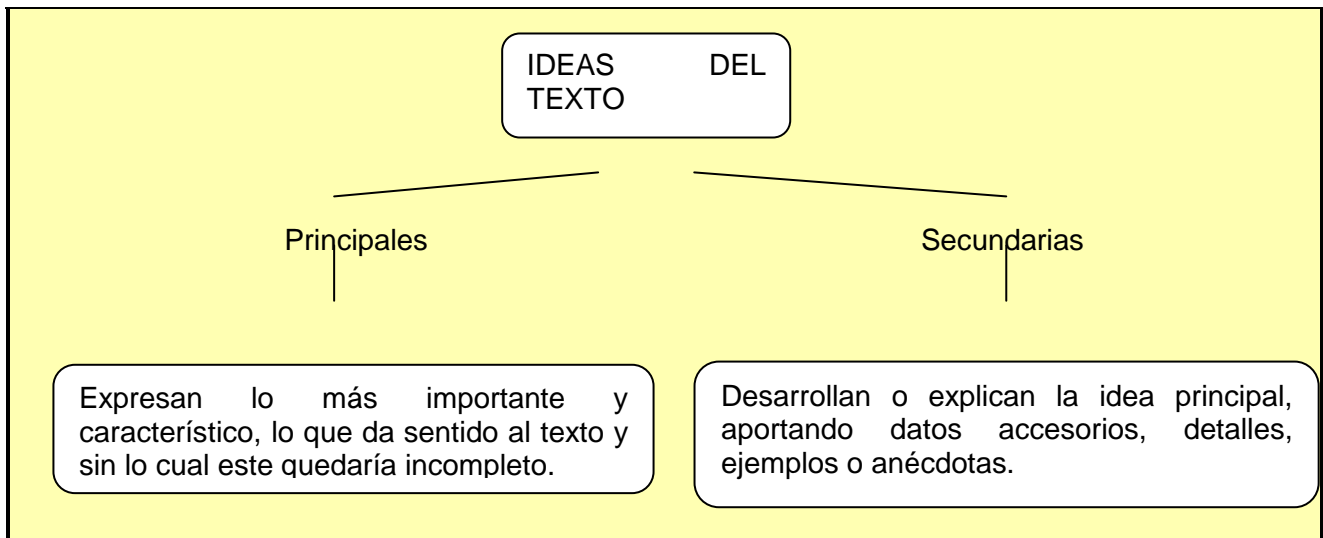 IDEAS DEL
TEXTO
Principales
Secundarias
Expresan lo más importante y
característico, lo que da sentido al texto y
sin lo cual este quedaría incompleto.
Desarrollan o explican la idea principal,
aportando datos accesorios, detalles,
ejemplos o anécdotas.